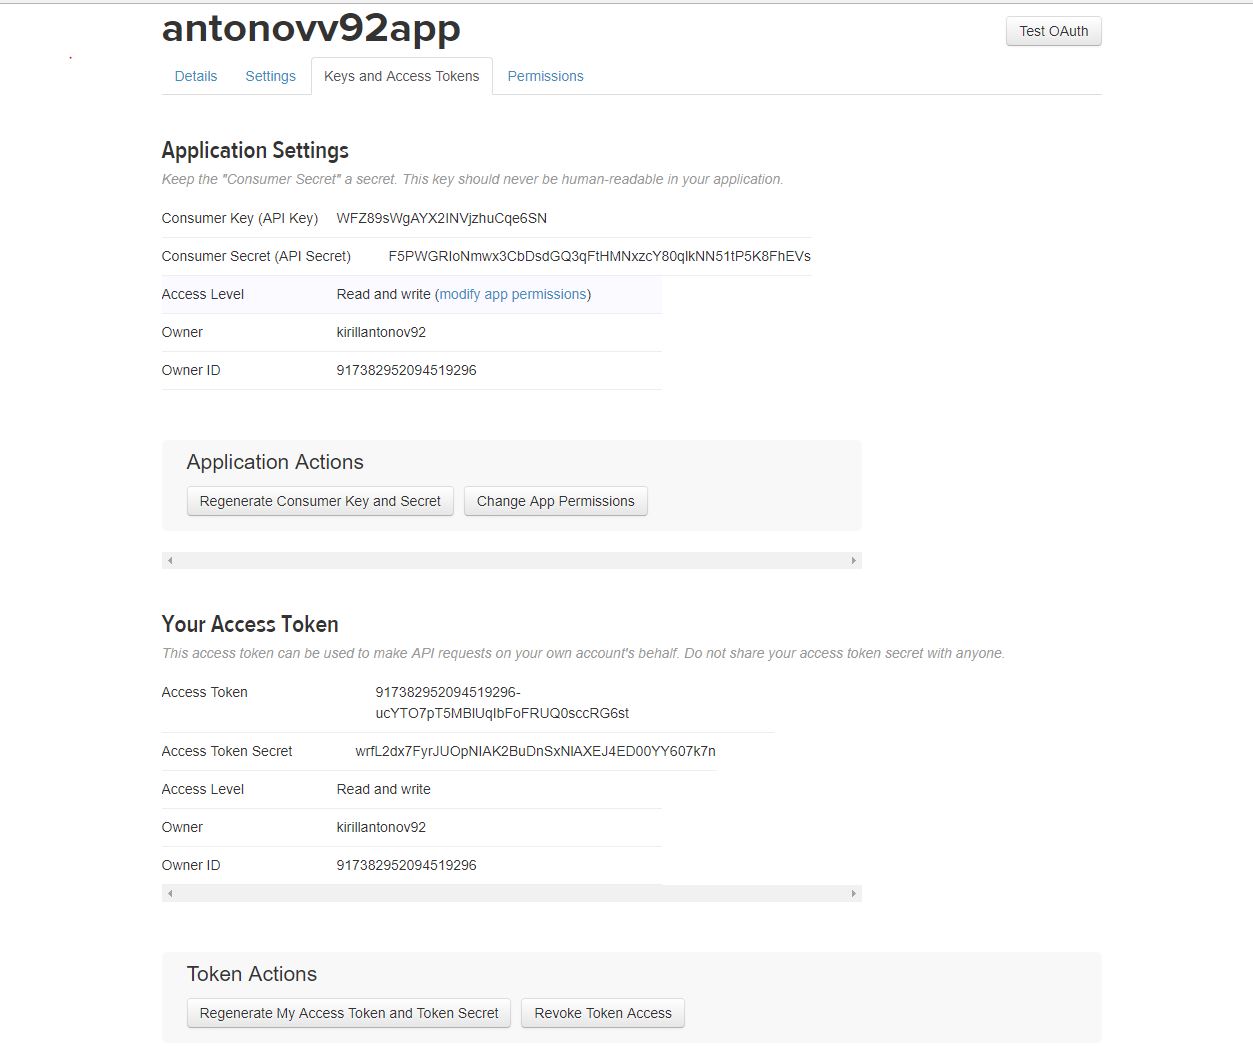 antonovv92app
Test OAuth
Details Settings Keys and Access Tokens Permissions
Application Settings
Keep the "Consumer Secret" a secret. This key should never be human-readable in your application.
Consumer Key (API Key)
Consumer Secret (API Secret)
Access Level Read and write (modify app permissions)
Owner kirillantonov92
Owner ID 917382952094519296
Application Actions
Regenerate Consumer Key and Secret Change App Permissions
Your Access Token
This access token can be used to make API requests on your own account's behalf. Do not share your access token secret with anyone.
Access Token 917382952094519296-
Access Token Secret
Access Level Read and write
Owner kirillantonov92
Owner ID 917382952094519296
Token Actions
Regenerate My Access Token and Token Secret Revoke Token Access